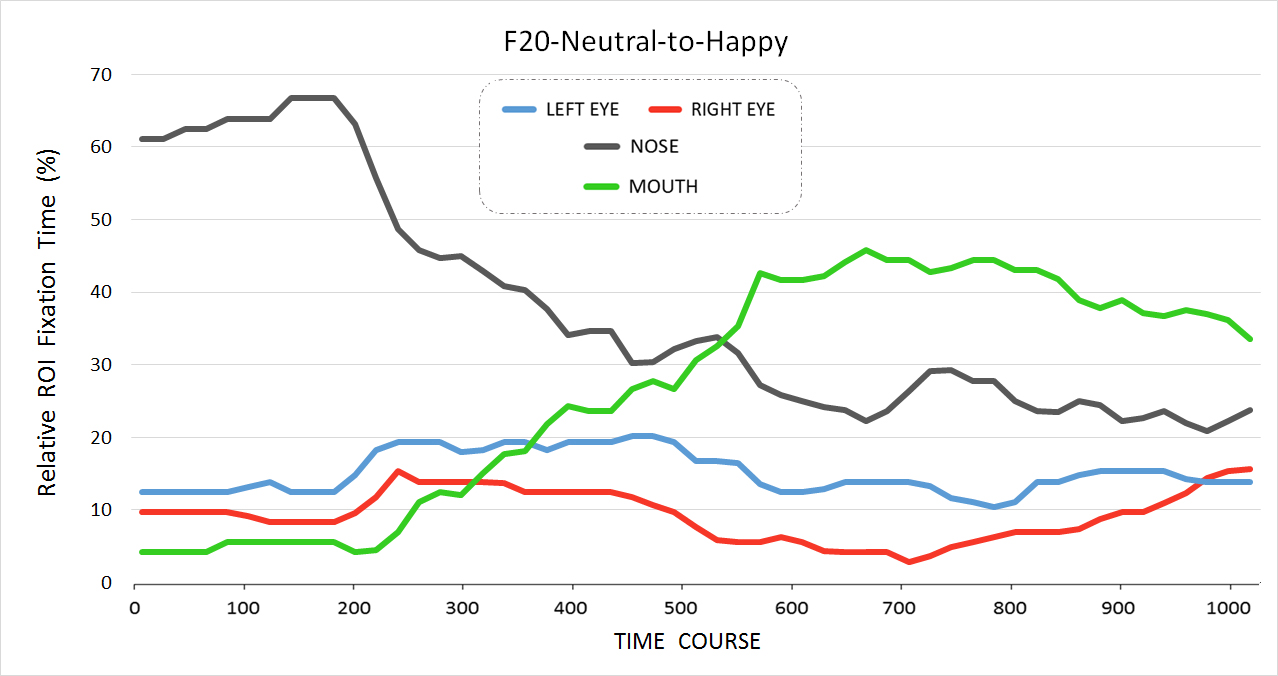 F20-Neutral-to-Happy
LEFT EYE RIGHT EYE
NOSE
MOUTH
Relative ROI Fixation Time (%)
70
60
50
40
30
20
10
0
0 100 200 300 400 500 600 700 800 900 1000
TIME COURSE